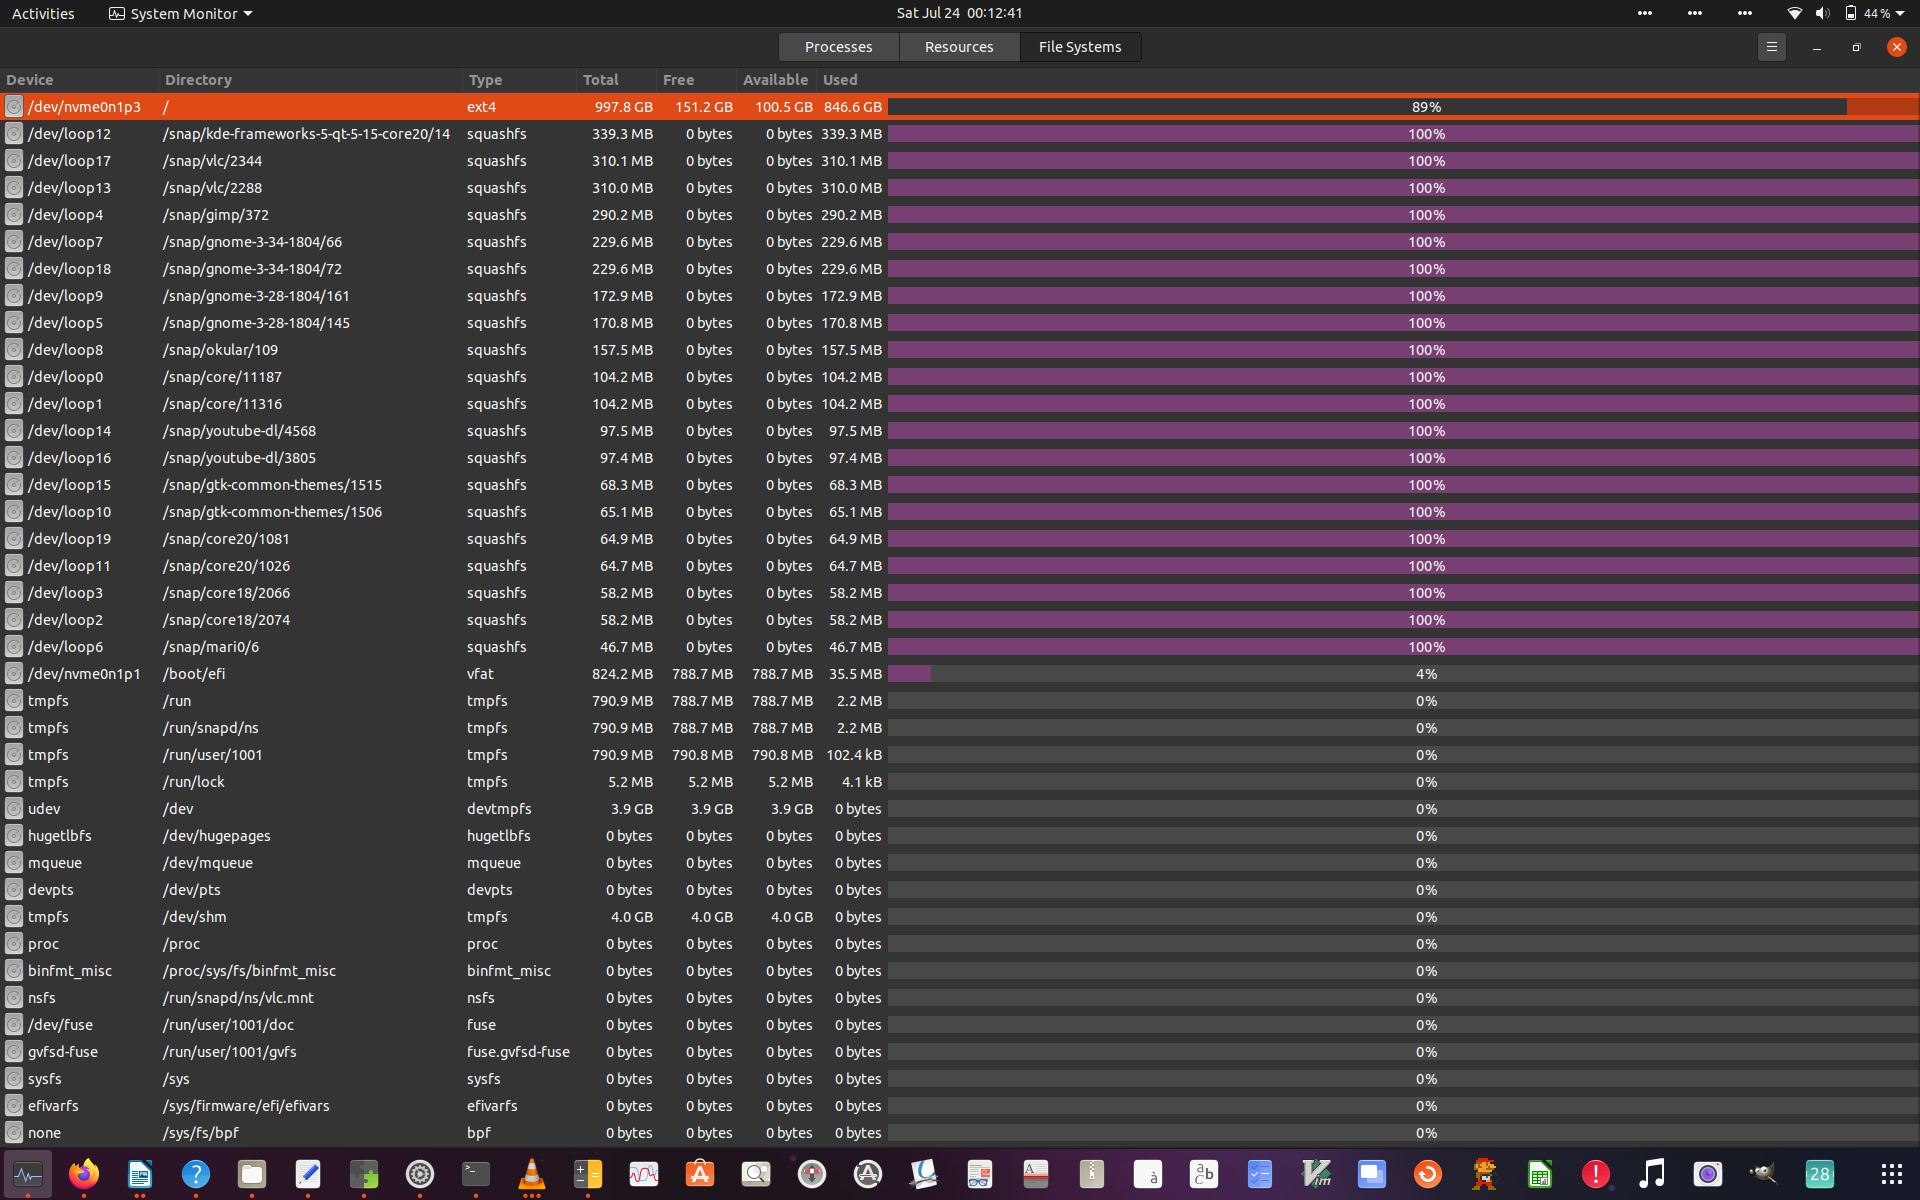 Activities System Monitor Sat Jul 24 00:12:41 44 %
Processes Resources File Systems
Device Directory Type Total Free Available Used
/dev/nvme0n1p3 / ext4 997.8 GB 151.2 GB 100.5 GB 846.6 GB 89%
/dev/loop12 /snap/kde-frameworks-5-qt-5-15-core20/14 squashfs 339.3 MB 0 bytes 0 bytes 339.3 MB 100%
/dev/loop17 /snap/vlc/2344 squashfs 310.1 MB 0 bytes 0 bytes 310.1 MB 100%
/dev/loop13 /snap/vlc/2288 squashfs 310.0 MB 0 bytes 0 bytes 310.0 MB 100%
/dev/loop4 /snap/gimp/372 squashfs 290.2 MB 0 bytes 0 bytes 290.2 MB 100%
/dev/loop7 /snap/gnome-3-34-1804/66 squashfs 229.6 MB 0 bytes 0 bytes 229.6 MB 100%
/dev/loop18 /snap/gnome-3-34-1804/72 squashfs 229.6 MB 0 bytes 0 bytes 229.6 MB 100%
/dev/loop9 /snap/gnome-3-28-1804/161 squashfs 172.9 MB 0 bytes 0 bytes 172.9 MB 100%
/dev/loop5 /snap/gnome-3-28-1804/145 squashfs 170.8 MB 0 bytes 0 bytes 170.8 MB 100%
/dev/loop8 /snap/okular/109 squashfs 157.5 MB 0 bytes 0 bytes 157.5 MB 100%
/dev/loop0 /snap/core/11187 squashfs 104.2 MB 0 bytes 0 bytes 104.2 MB 100%
/dev/loop1 /snap/core/11316 squashfs 104.2 MB 0 bytes 0 bytes 104.2 MB 100%
/dev/loop14 /snap/youtube-dl/4568 squashfs 97.5 MB 0 bytes 0 bytes 97.5 MB 100%
/dev/loop16 /snap/youtube-dl/3805 squashfs 97.4 MB 0 bytes 0 bytes 97.4 MB 100%
/dev/loop15 /snap/gtk-common-themes/1515 squashfs 68.3 MB 0 bytes 0 bytes 68.3 MB 100%
/dev/loop10 /snap/gtk-common-themes/1506 squashfs 65.1 MB 0 bytes 0 bytes 65.1 MB 100%
/dev/loop19 /snap/core20/1081 squashfs 64.9 MB 0 bytes 0 bytes 64.9 MB 100%
/dev/loop11 /snap/core20/1026 squashfs 64.7 MB 0 bytes 0 bytes 64.7 MB 100%
/dev/loop3 /snap/core18/2066 squashfs 58.2 MB 0 bytes 0 bytes 58.2 MB 100%
/dev/loop2 /snap/core18/2074 squashfs 58.2 MB 0 bytes 0 bytes 58.2 MB 100%
/dev/loop6 /snap/mari0/6 squashfs 46.7 MB 0 bytes 0 bytes 46.7 MB 100%
/dev/nvme0n1p1 /boot/efi vfat 824.2 MB 788.7 MB 788.7 MB 35.5 MB 4%
tmpfs /run tmpfs 790.9 MB 788.7 MB 788.7 MB 2.2 MB 0%
tmpfs /run/snapd/ns tmpfs 790.9 MB 788.7 MB 788.7 MB 2.2 MB 0%
tmpfs /run/user/1001 tmpfs 790.9 MB 790.8 MB 790.8 MB 102.4 kB 0%
tmpfs /run/lock tmpfs 5.2 MB 5.2 MB 5.2 MB 4.1 kB 0%
udev /dev devtmpfs 3.9 GB 3.9 GB 3.9 GB 0 bytes 0%
hugetlbfs /dev/hugepages hugetlbfs 0 bytes 0 bytes 0 bytes 0 bytes 0%
mqueue /dev/mqueue mqueue 0 bytes 0 bytes 0 bytes 0 bytes 0%
devpts /dev/pts devpts 0 bytes 0 bytes 0 bytes 0 bytes 0%
tmpfs /dev/shm tmpfs 4.0 GB 4.0 GB 4.0 GB 0 bytes 0%
proc /proc proc 0 bytes 0 bytes 0 bytes 0 bytes 0%
binfmt_misc /proc/sys/fs/binfmt_misc binfmt_misc 0 bytes 0 bytes 0 bytes 0 bytes 0%
nsfs /run/snapd/ns/vlc.mnt nsfs 0 bytes 0 bytes 0 bytes 0 bytes 0%
/dev/fuse /run/user/1001/doc fuse 0 bytes 0 bytes 0 bytes 0 bytes 0%
gvfsd-fuse /run/user/1001/gvfs fuse.gvfsd-fuse 0 bytes 0 bytes 0 bytes 0 bytes 0%
sysfs /sys sysfs 0 bytes 0 bytes 0 bytes 0 bytes 0%
efivarfs /sys/firmware/efi/efivars efivarfs 0 bytes 0 bytes 0 bytes 0 bytes 0%
none /sys/fs/bpf bpf 0 bytes 0 bytes 0 bytes 0 bytes 0%
? >_ A A à abc Vim ! 28